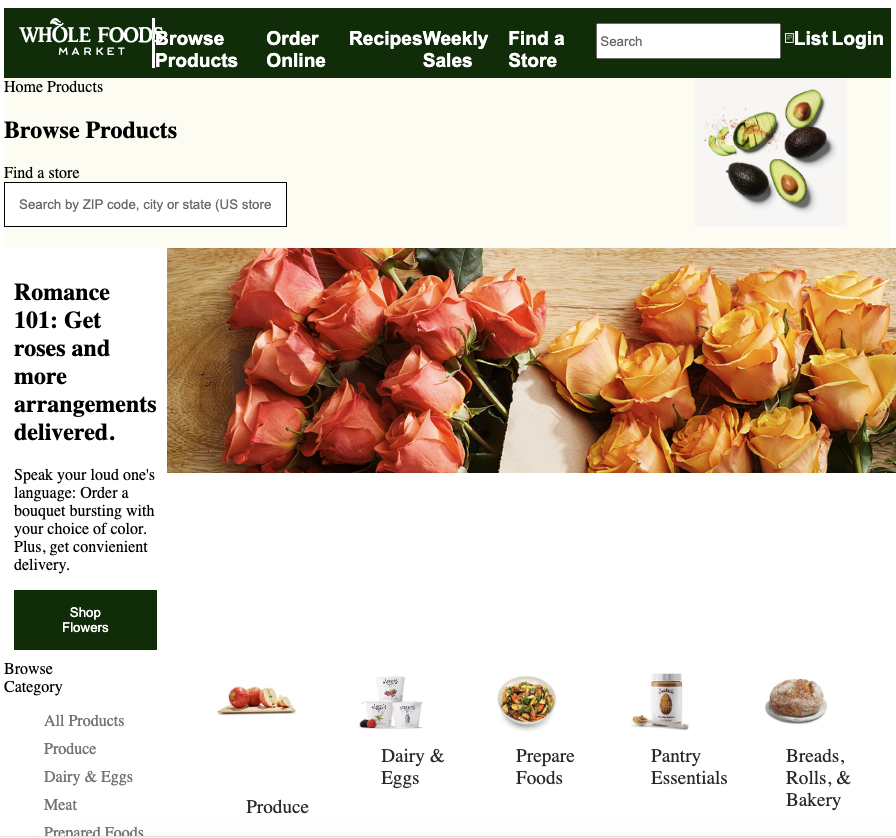 WHOLE FOODS
MARKET
Browse Products
Order Online
Recipes
Weekly Sales
Find a Store
Search
List
Login
Home Products
Browse Products
Find a store
Search by ZIP code, city or state (US store
Romance
101: Get
roses and
more
arrangements
delivered.
Speak your loud one's
language: Order a
bouquet bursting with
your choice of color.
Plus, get convienient
delivery.
Shop
Flowers
Browse
Category
All Products
Produce
Dairy & Eggs
Meat
Prepared Foods
Produce
Dairy &
Eggs
Prepare
Foods
Pantry
Essentials
Breads,
Rolls, &
Bakery